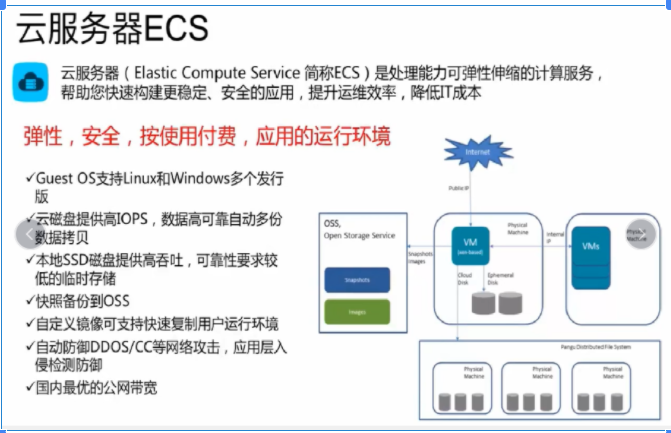 云服务器ECS
云服务器（Elastic Compute Service 简称ECS）是处理能力可弹性伸缩的计算服务，
帮助您快速构建更稳定、安全的应用，提升运维效率，降低IT成本
弹性，安全，按使用付费，应用的运行环境
✓Guest OS支持Linux和Windows多个发行
版
✓云磁盘提供高IOPS，数据高可靠自动多份
数据拷贝
✓本地SSD磁盘提供高吞吐，可靠性要求较
低的临时存储
✓快照备份到OSS
✓自定义镜像可支持快速复制用户运行环境
✓自动防御DDOS/CC等网络攻击，应用层入
侵检测防御
✓国内最优的公网带宽
Internet
Public IP
OSS,
Open Storage Service
Snapshots
Images
Snapshots
Images
Physical
Machine
VM
Cloud
Disk
Ephemeral
Disk
Internal
IP
VMs
Physical
Machine
Pangu Distributed File System
Physical
Machine
Physical
Machine
Physical
Machine